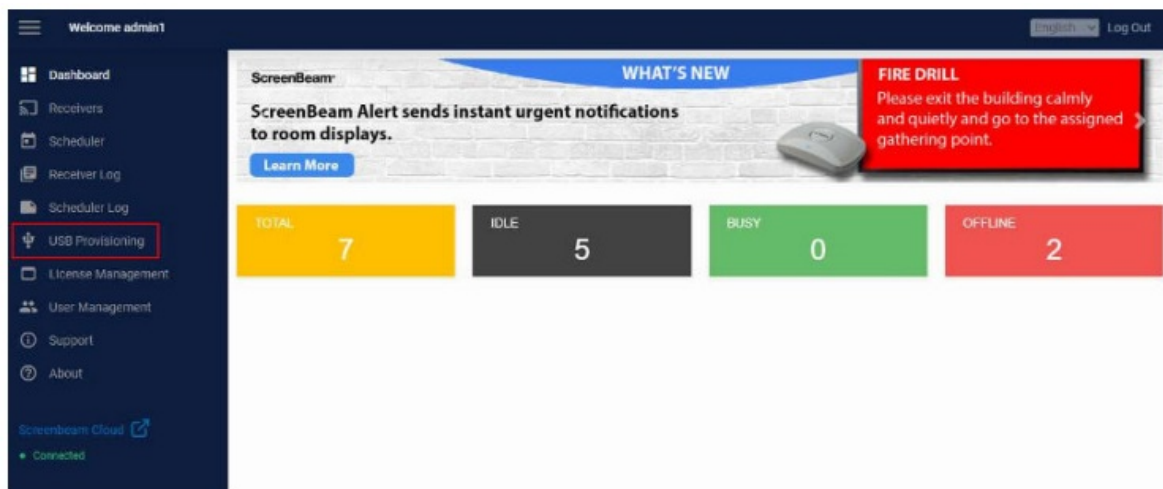 Welcome admin1
English
Log Out
Dashboard
Receivers
Scheduler
Receiver Log
Scheduler Log
USB Provisioning
License Management
User Management
Support
About
Screenbeam Cloud
Connected
ScreenBeam
WHAT'S NEW
ScreenBeam Alert sends instant urgent notifications
to room displays.
Learn More
FIRE DRILL
Please exit the building calmly
and quietly and go to the assigned
gathering point.
TOTAL
7
IDLE
5
BUSY
0
OFFLINE
2